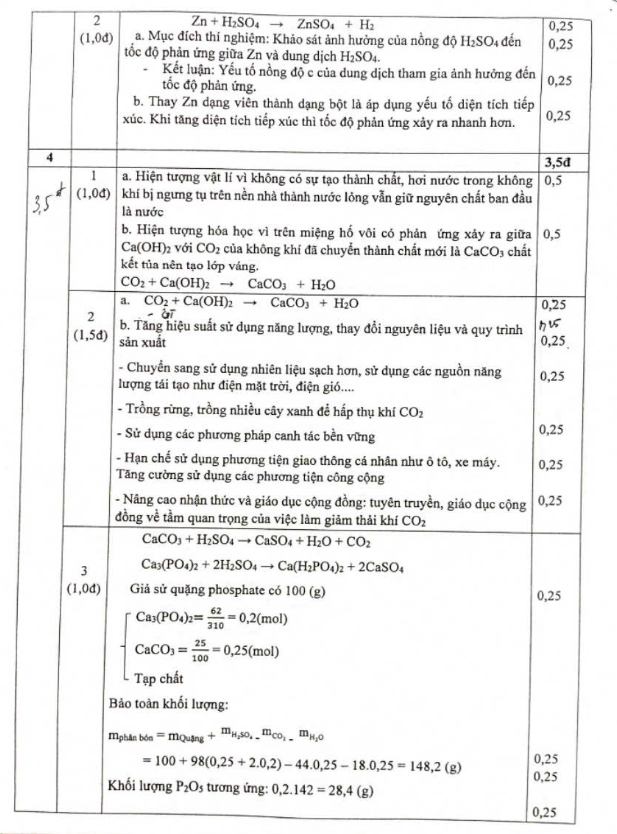 2
(1,0đ)
Zn + H₂SO₄ → ZnSO₄ + H₂
0,25
a. Mục đích thí nghiệm: Khảo sát ảnh hưởng của nồng độ H₂SO₄ đến
0,25
tốc độ phản ứng giữa Zn và dung dịch H₂SO₄.
- Kết luận: Yếu tố nồng độ c của dung dịch tham gia ảnh hưởng đến
0,25
tốc độ phản ứng.
b. Thay Zn dạng viên thành dạng bột là áp dụng yếu tố diện tích tiếp
0,25
xúc. Khi tăng diện tích tiếp xúc thì tốc độ phản ứng xảy ra nhanh hơn.
4
3,5đ
3,5đ
1
(1,0đ)
a. Hiện tượng vật lí vì không có sự tạo thành chất, hơi nước trong không
0,5
khí bị ngưng tụ trên nền nhà thành nước lỏng vẫn giữ nguyên chất ban đầu
là nước
b. Hiện tượng hóa học vì trên miệng hố vôi có phản ứng xảy ra giữa
0,5
Ca(OH)₂ với CO₂ của không khí đã chuyển thành chất mới là CaCO₃ chất
kết tủa nên tạo lớp váng.
CO₂ + Ca(OH)₂ → CaCO₃ + H₂O
2
(1,5đ)
a. CO₂ + Ca(OH)₂ → CaCO₃ + H₂O
0,25
b. Tăng hiệu suất sử dụng năng lượng, thay đổi nguyên liệu và quy trình
sản xuất
0,25
- Chuyển sang sử dụng nhiên liệu sạch hơn, sử dụng các nguồn năng
0,25
lượng tái tạo như điện mặt trời, điện gió....
- Trồng rừng, trồng nhiều cây xanh để hấp thụ khí CO₂
- Sử dụng các phương pháp canh tác bền vững
0,25
- Hạn chế sử dụng phương tiện giao thông cá nhân như ô tô, xe máy.
0,25
Tăng cường sử dụng các phương tiện công cộng
- Nâng cao nhận thức và giáo dục cộng đồng: tuyên truyền, giáo dục cộng
0,25
đồng về tầm quan trọng của việc làm giảm thải khí CO₂
3
(1,0đ)
CaCO₃ + H₂SO₄ → CaSO₄ + H₂O + CO₂
Ca₃(PO₄)₂ + 2H₂SO₄ → Ca(H₂PO₄)₂ + 2CaSO₄
Giả sử quặng phosphate có 100 (g)
0,25
Ca₃(PO₄)₂= 62/310 = 0,2(mol)
CaCO₃ = 25/100 = 0,25(mol)
Tạp chất
Bảo toàn khối lượng:
mphân bón = mQuặng + mH₂SO₄ - mCO₂ - mH₂O
= 100 + 98(0,25 + 2.0,2) – 44.0,25 – 18.0,25 = 148,2 (g)
0,25
0,25
Khối lượng P₂O₅ tương ứng: 0,2.142 = 28,4 (g)
0,25